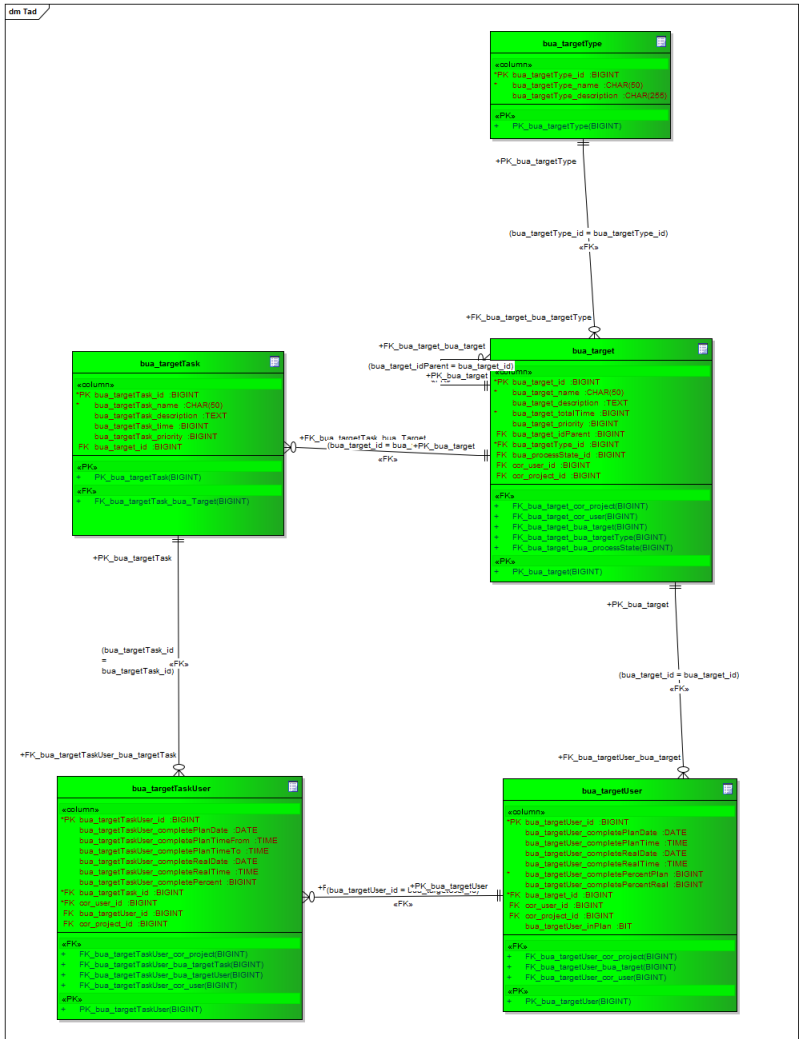 dm Tad
bua_targetType
«column»
*PK bua_targetType_id :BIGINT
* bua_targetType_name :CHAR(50)
bua_targetType_description :CHAR(255)
«PK»
+ PK_bua_targetType(BIGINT)
+PK_bua_targetType
(bua_targetType_id = bua_targetType_id)
«FK»
+FK_bua_target_bua_targetType
+FK_bua_target_bua_target
(bua_target_idParent = bua_target_id)
+PK_bua_target
bua_target
«column»
*PK bua_target_id :BIGINT
* bua_target_name :CHAR(50)
bua_target_description :TEXT
* bua_target_totalTime :BIGINT
bua_target_priority :BIGINT
FK bua_target_idParent :BIGINT
*FK bua_targetType_id :BIGINT
FK bua_processState_id :BIGINT
FK cor_user_id :BIGINT
FK cor_project_id :BIGINT
«FK»
+ FK_bua_target_cor_project(BIGINT)
+ FK_bua_target_cor_user(BIGINT)
+ FK_bua_target_bua_target(BIGINT)
+ FK_bua_target_bua_targetType(BIGINT)
+ FK_bua_target_bua_processState(BIGINT)
«PK»
+ PK_bua_target(BIGINT)
bua_targetTask
«column»
*PK bua_targetTask_id :BIGINT
* bua_targetTask_name :CHAR(50)
bua_targetTask_description :TEXT
bua_targetTask_time :BIGINT
bua_targetTask_priority :BIGINT
FK bua_target_id :BIGINT
«PK»
+ PK_bua_targetTask(BIGINT)
«FK»
+ FK_bua_targetTask_bua_Target(BIGINT)
+FK_bua_targetTask_bua_Target
(bua_target_id = bua_
+PK_bua_target
«FK»
+PK_bua_targetTask
(bua_targetTask_id
=
bua_targetTask_id)
«FK»
+FK_bua_targetTaskUser_bua_targetTask
+PK_bua_target
(bua_target_id = bua_target_id)
«FK»
+FK_bua_targetUser_bua_target
bua_targetTaskUser
«column»
*PK bua_targetTaskUser_id :BIGINT
bua_targetTaskUser_completePlanDate :DATE
bua_targetTaskUser_completePlanTimeFrom :TIME
bua_targetTaskUser_completePlanTimeTo :TIME
bua_targetTaskUser_completeRealDate :DATE
bua_targetTaskUser_completeRealTime :TIME
bua_targetTaskUser_completePercent :BIGINT
*FK bua_targetTask_id :BIGINT
*FK cor_user_id :BIGINT
FK bua_targetUser_id :BIGINT
FK cor_project_id :BIGINT
«FK»
+ FK_bua_targetTaskUser_cor_project(BIGINT)
+ FK_bua_targetTaskUser_bua_targetTask(BIGINT)
+ FK_bua_targetTaskUser_bua_targetUser(BIGINT)
+ FK_bua_targetTaskUser_cor_user(BIGINT)
«PK»
+ PK_bua_targetTaskUser(BIGINT)
(bua_targetUser_id =
+PK_bua_targetUser
«FK»
bua_targetUser
«column»
*PK bua_targetUser_id :BIGINT
bua_targetUser_completePlanDate :DATE
bua_targetUser_completePlanTime :TIME
bua_targetUser_completeRealDate :DATE
bua_targetUser_completeRealTime :TIME
* bua_targetUser_completePercentPlan :BIGINT
bua_targetUser_completePercentReal :BIGINT
*FK bua_target_id :BIGINT
FK cor_user_id :BIGINT
FK cor_project_id :BIGINT
bua_targetUser_inPlan :BIT
«FK»
+ FK_bua_targetUser_cor_project(BIGINT)
+ FK_bua_targetUser_bua_target(BIGINT)
+ FK_bua_targetUser_cor_user(BIGINT)
«PK»
+ PK_bua_targetUser(BIGINT)